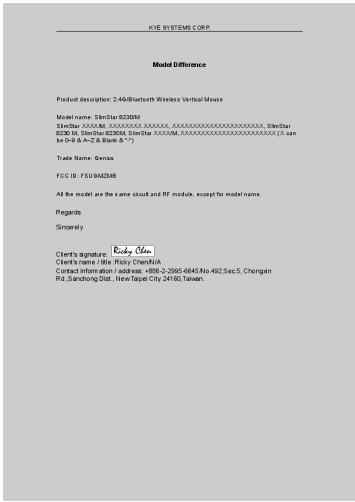 KYE SYSTEMS CORP.
Model Difference
Product description: 2.4G/Bluetooth Wireless Vertical Mouse
Model name: SlimStar 8230/M
SlimStar XXXX/M, XXXXXXXX XXXXXX, XXXXXXXXXXXXXXXXXXXXXX, SlimStar
8230 M, SlimStar 8230M, SlimStar XXXX/M, XXXXXXXXXXXXXXXXXXXXXXX (X can
be 0~9 & A~Z & Blank & "-")
Trade Name: Genius
FCC ID: FSUGMZMB
All the model are the same circuit and RF module, except for model name.
Regards
Sincerely
Client's signature: Ricky Chen
Client's name / title :Ricky Chen/N/A
Contact information / address: +886-2-2995-6645/No.492,Sec.5, Chongxin
Rd.,Sanchong Dist., New Taipei City 24160,Taiwan.